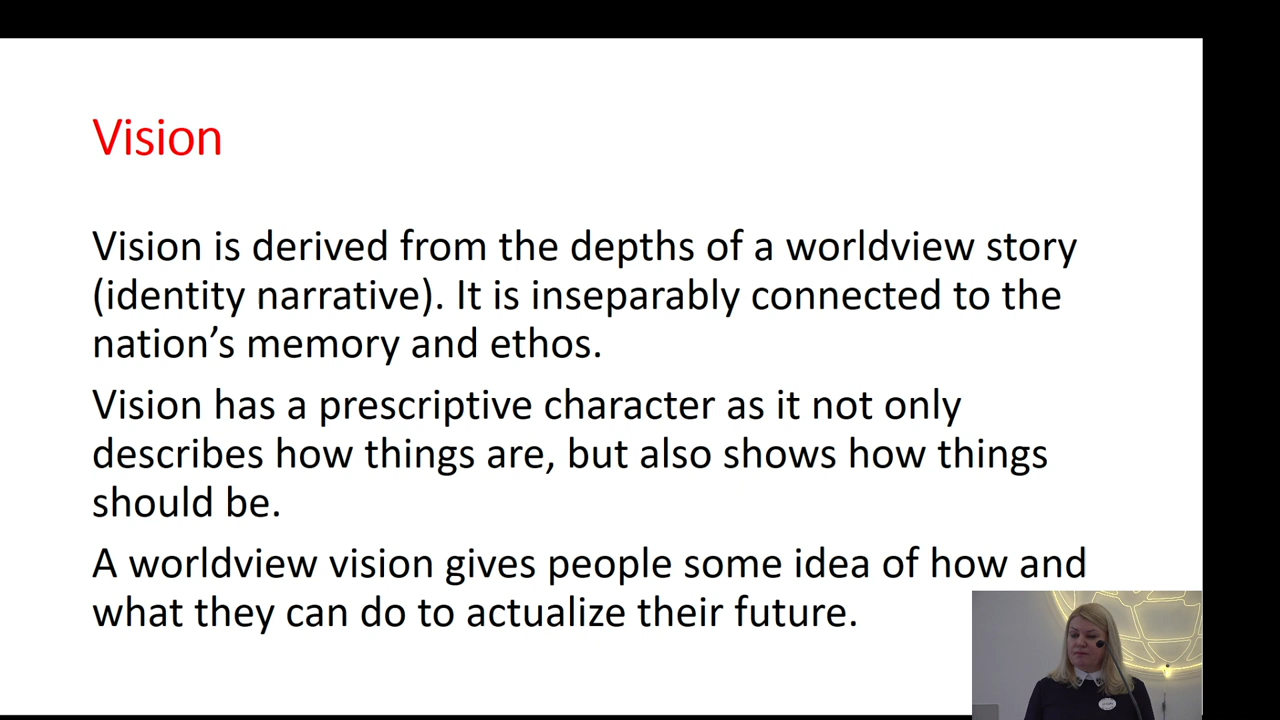 Vision
Vision is derived from the depths of a worldview story
(identity narrative). It is inseparably connected to the
nation’s memory and ethos.
Vision has a prescriptive character as it not only
describes how things are, but also shows how things
should be.
A worldview vision gives people some idea of how and
what they can do to actualize their future.